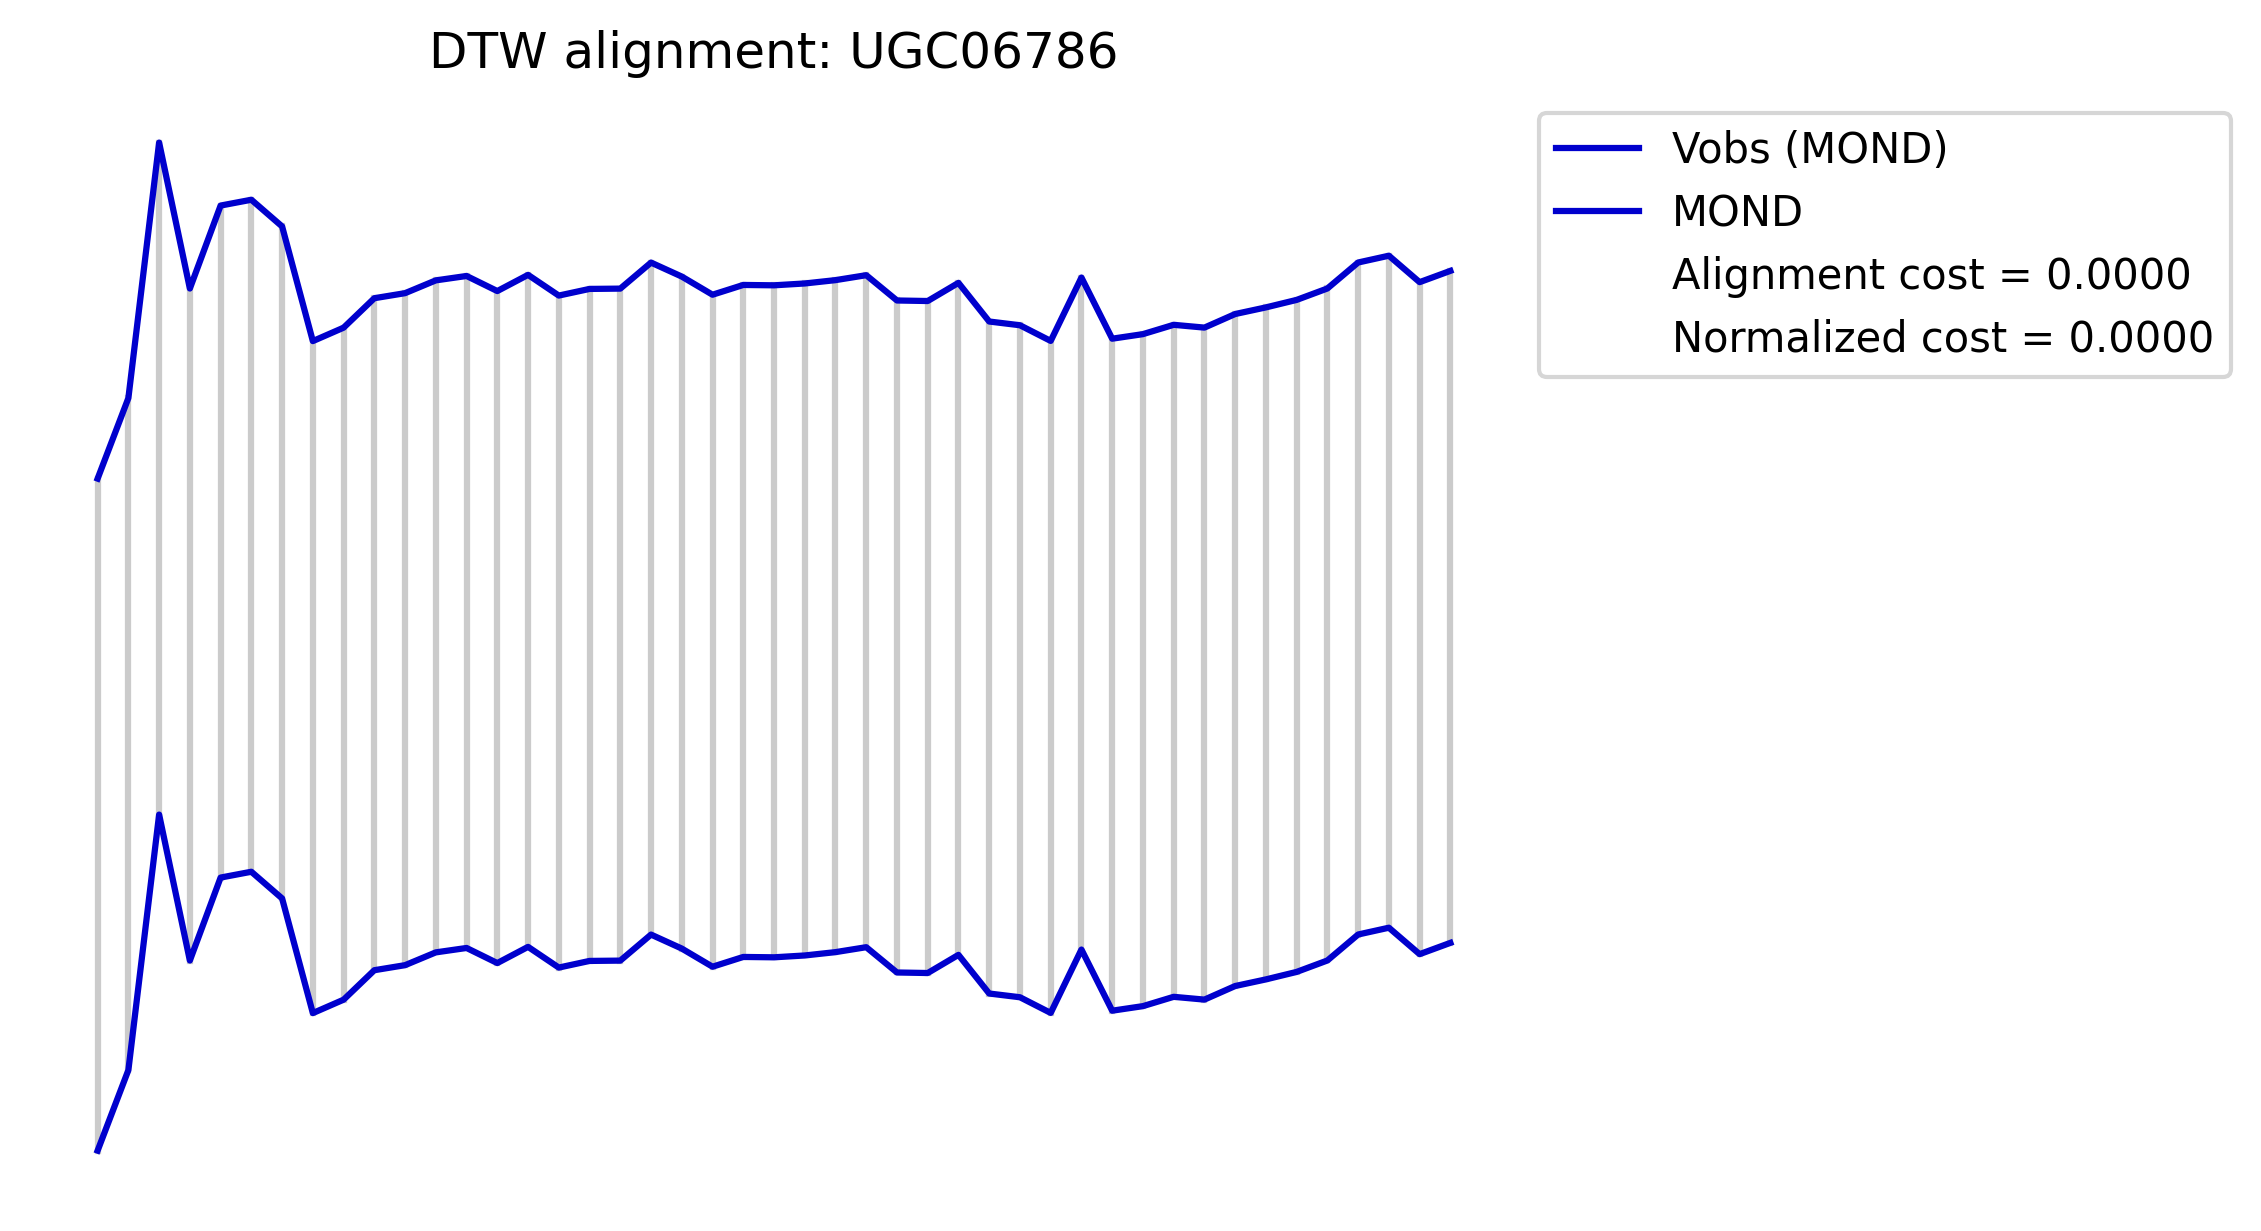 DTW alignment: UGC06786
Vobs (MOND)
MOND
Alignment cost = 0.0000
Normalized cost = 0.0000